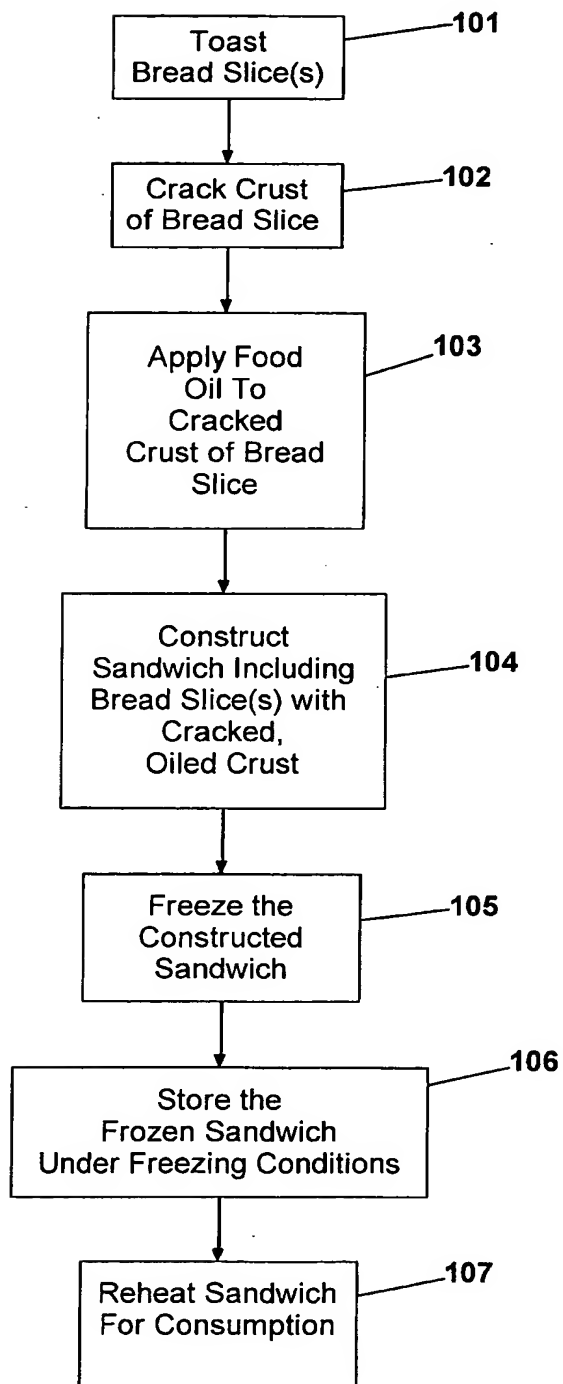 101
Toast
Bread Slice(s)
102
Crack Crust
of Bread Slice
103
Apply Food
Oil To
Cracked
Crust of Bread
Slice
104
Construct
Sandwich Including
Bread Slice(s) with
Cracked,
Oiled Crust
105
Freeze the
Constructed
Sandwich
106
Store the
Frozen Sandwich
Under Freezing Conditions
107
Reheat Sandwich
For Consumption